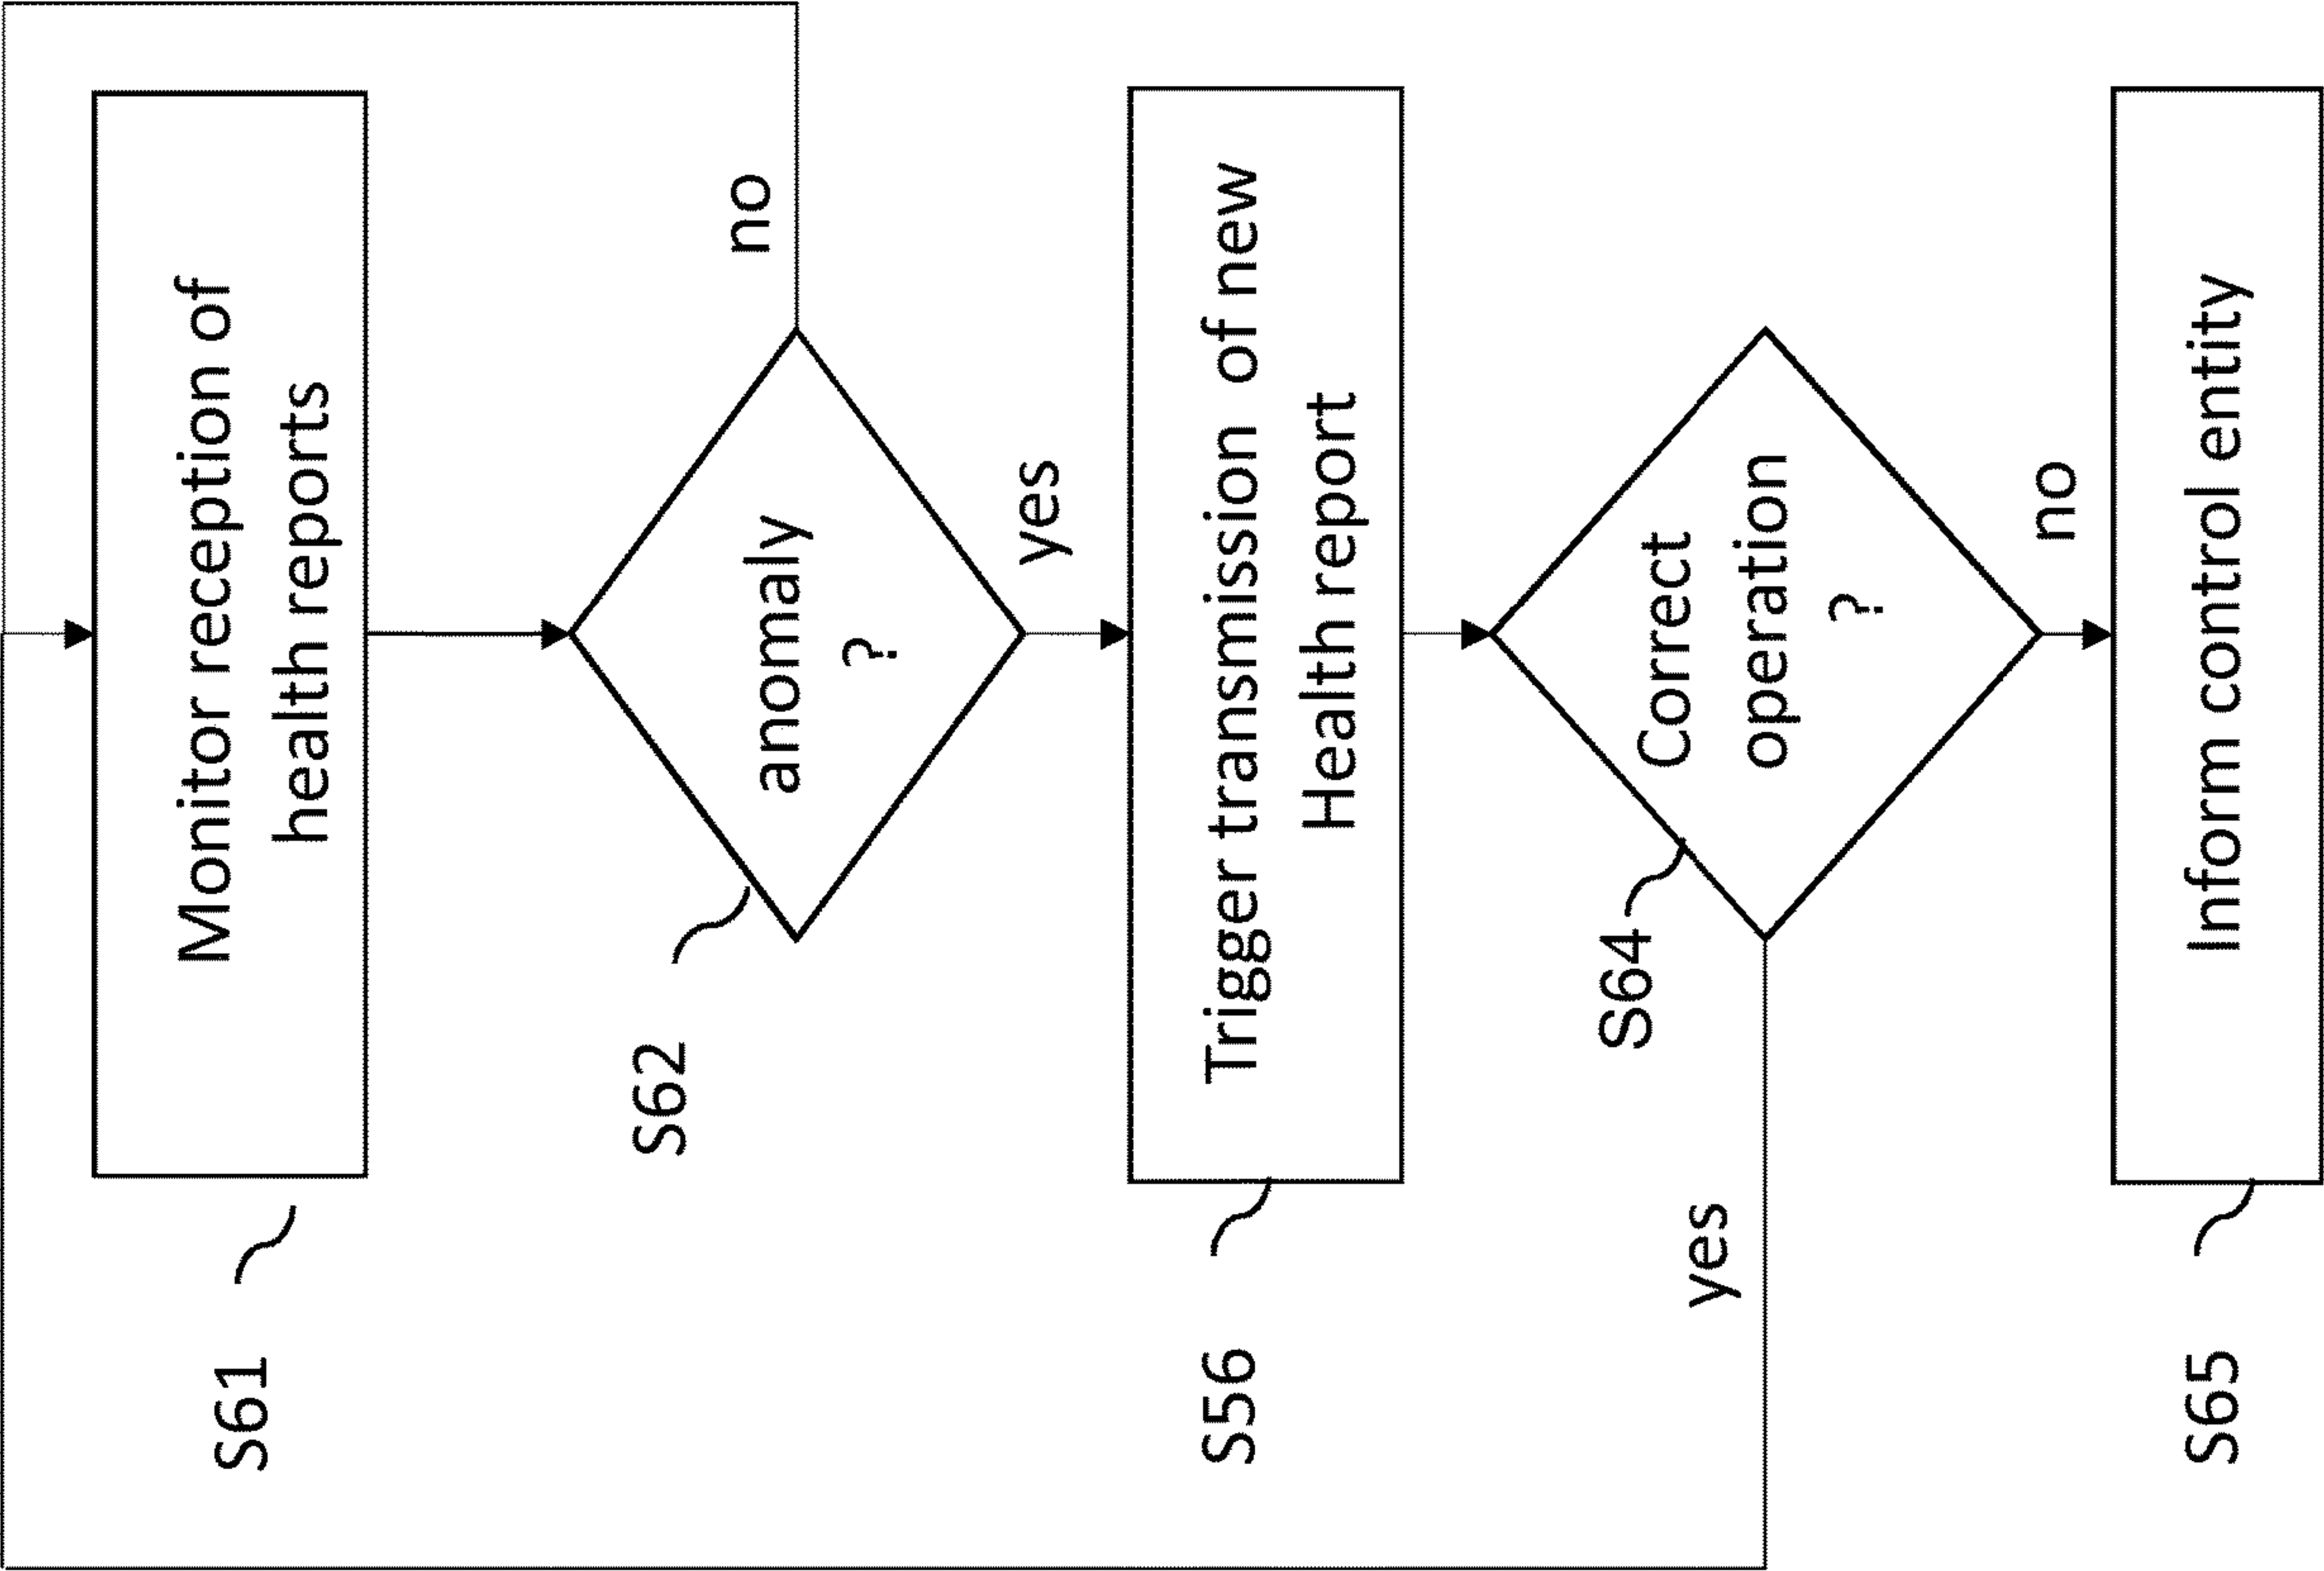 S61
Monitor reception of
health reports
S62
anomaly
?
no
yes
S56
Trigger transmission of new
Health report
S64
Correct
operation
?
yes
no
S65
Inform control entity